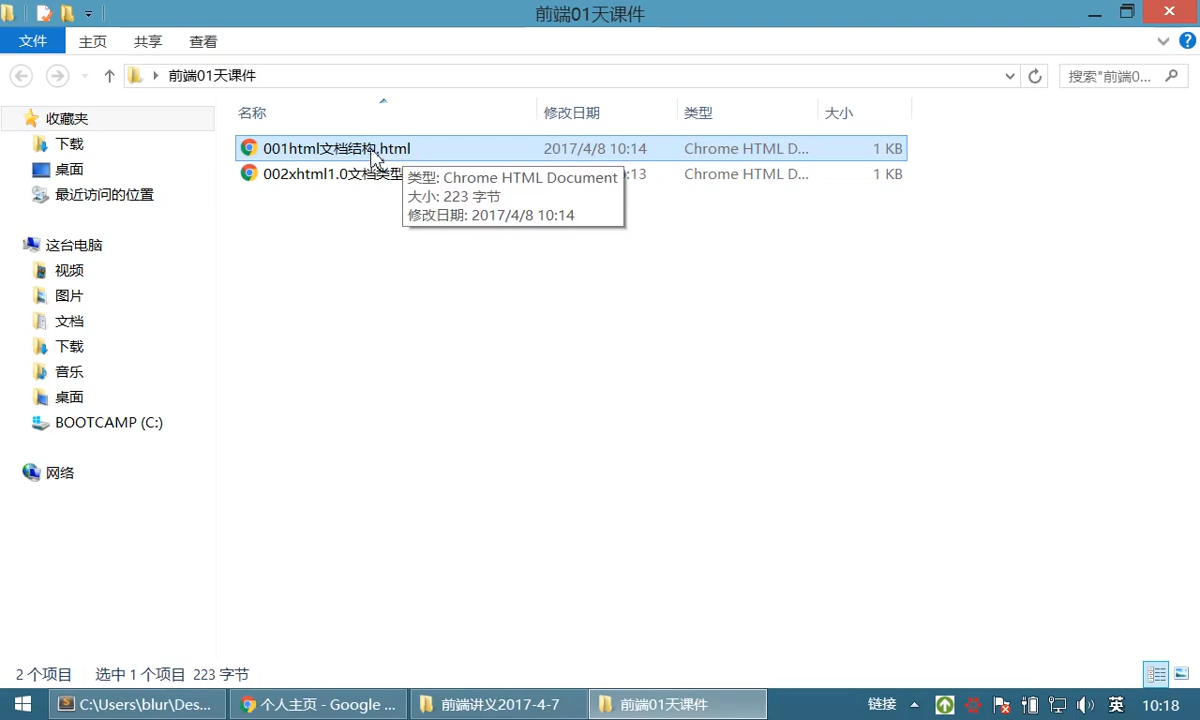 前端01天课件
文件 主页 共享 查看
前端01天课件 搜索"前端0...
名称 修改日期 类型 大小
001html文档结构.html 2017/4/8 10:14 Chrome HTML D... 1 KB
002xhtml1.0文档类型 :13 Chrome HTML D... 1 KB
类型: Chrome HTML Document
大小: 223 字节
修改日期: 2017/4/8 10:14
收藏夹
下载
桌面
最近访问的位置
这台电脑
视频
图片
文档
下载
音乐
桌面
BOOTCAMP (C:)
网络
2 个项目 选中 1 个项目 223 字节
C:\Users\blur\Des... 个人主页 - Google ... 前端讲义2017-4-7 前端01天课件 链接 英 10:18